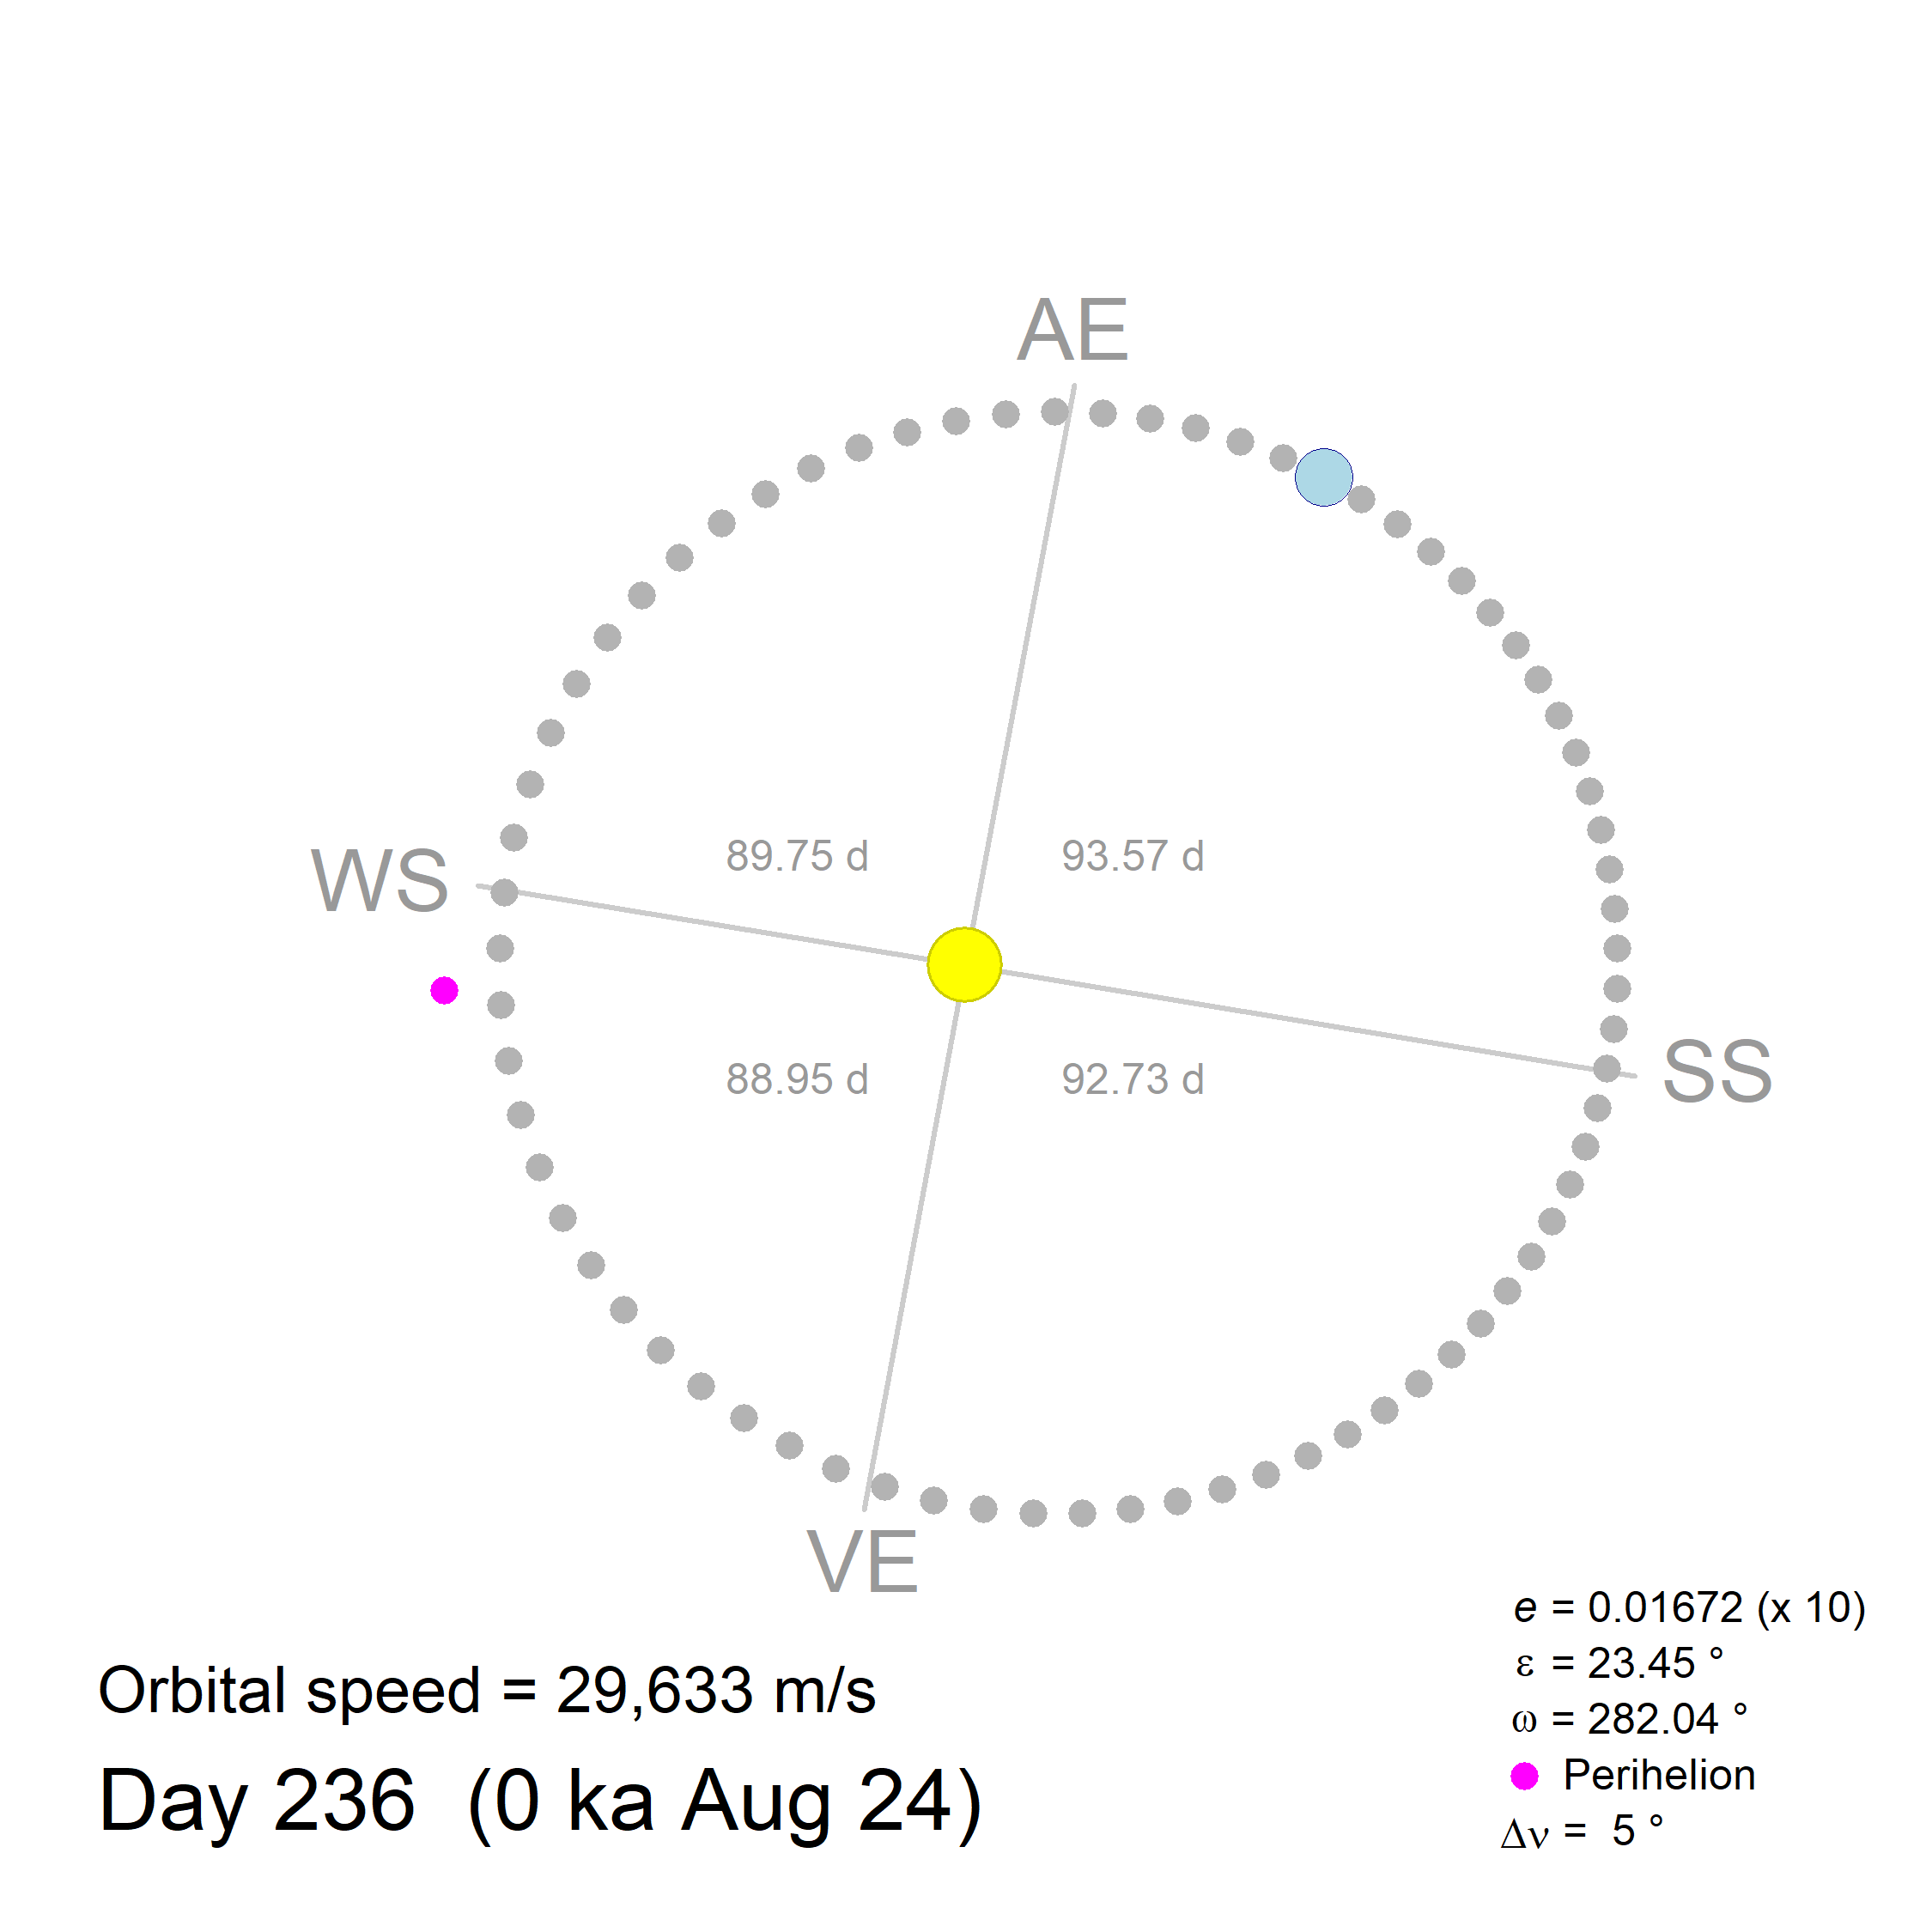 AE
WS
89.75 d
93.57 d
88.95 d
92.73 d
SS
VE
Orbital speed = 29,633 m/s
Day 236 (0 ka Aug 24)
e = 0.01672 (x 10)
ε = 23.45 °
ω = 282.04 °
Perihelion
Δν = 5 °